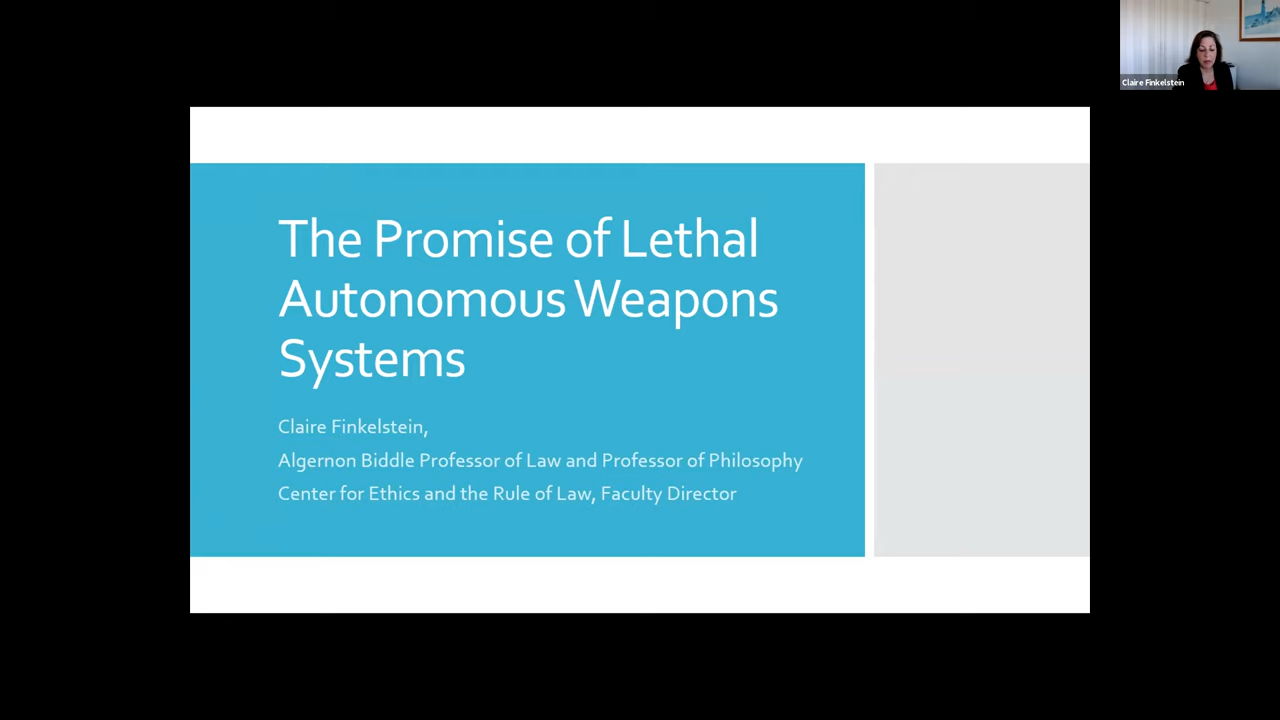 Claire Finkelstein
The Promise of Lethal
Autonomous Weapons
Systems
Claire Finkelstein,
Algernon Biddle Professor of Law and Professor of Philosophy
Center for Ethics and the Rule of Law, Faculty Director